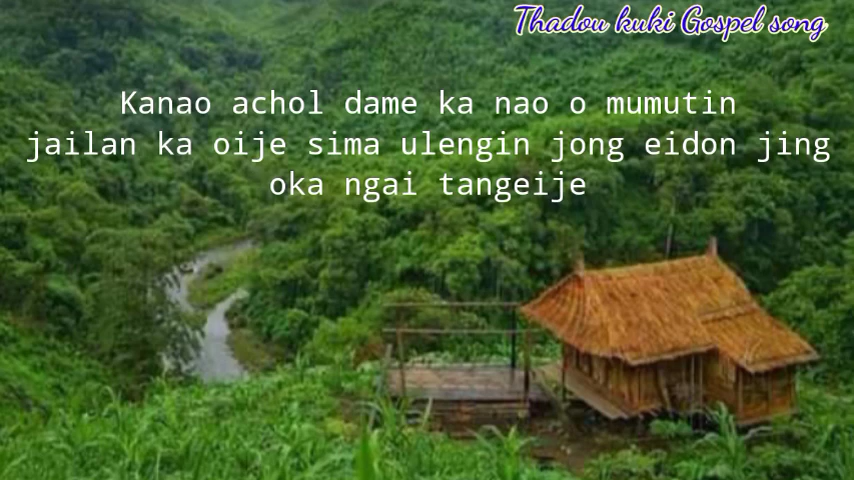 Thadou kuki Gospel song
Kanao achol dame ka nao o mumutin
jailan ka oije sima ulengin jong eidon jing
oka ngai tangeije